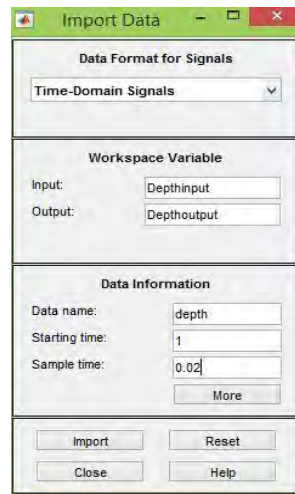 Import Data
Data Format for Signals
Time-Domain Signals
Workspace Variable
Input: Depthinput
Output: Depthoutput
Data Information
Data name: depth
Starting time: 1
Sample time: 0.02
More
Import Reset
Close Help